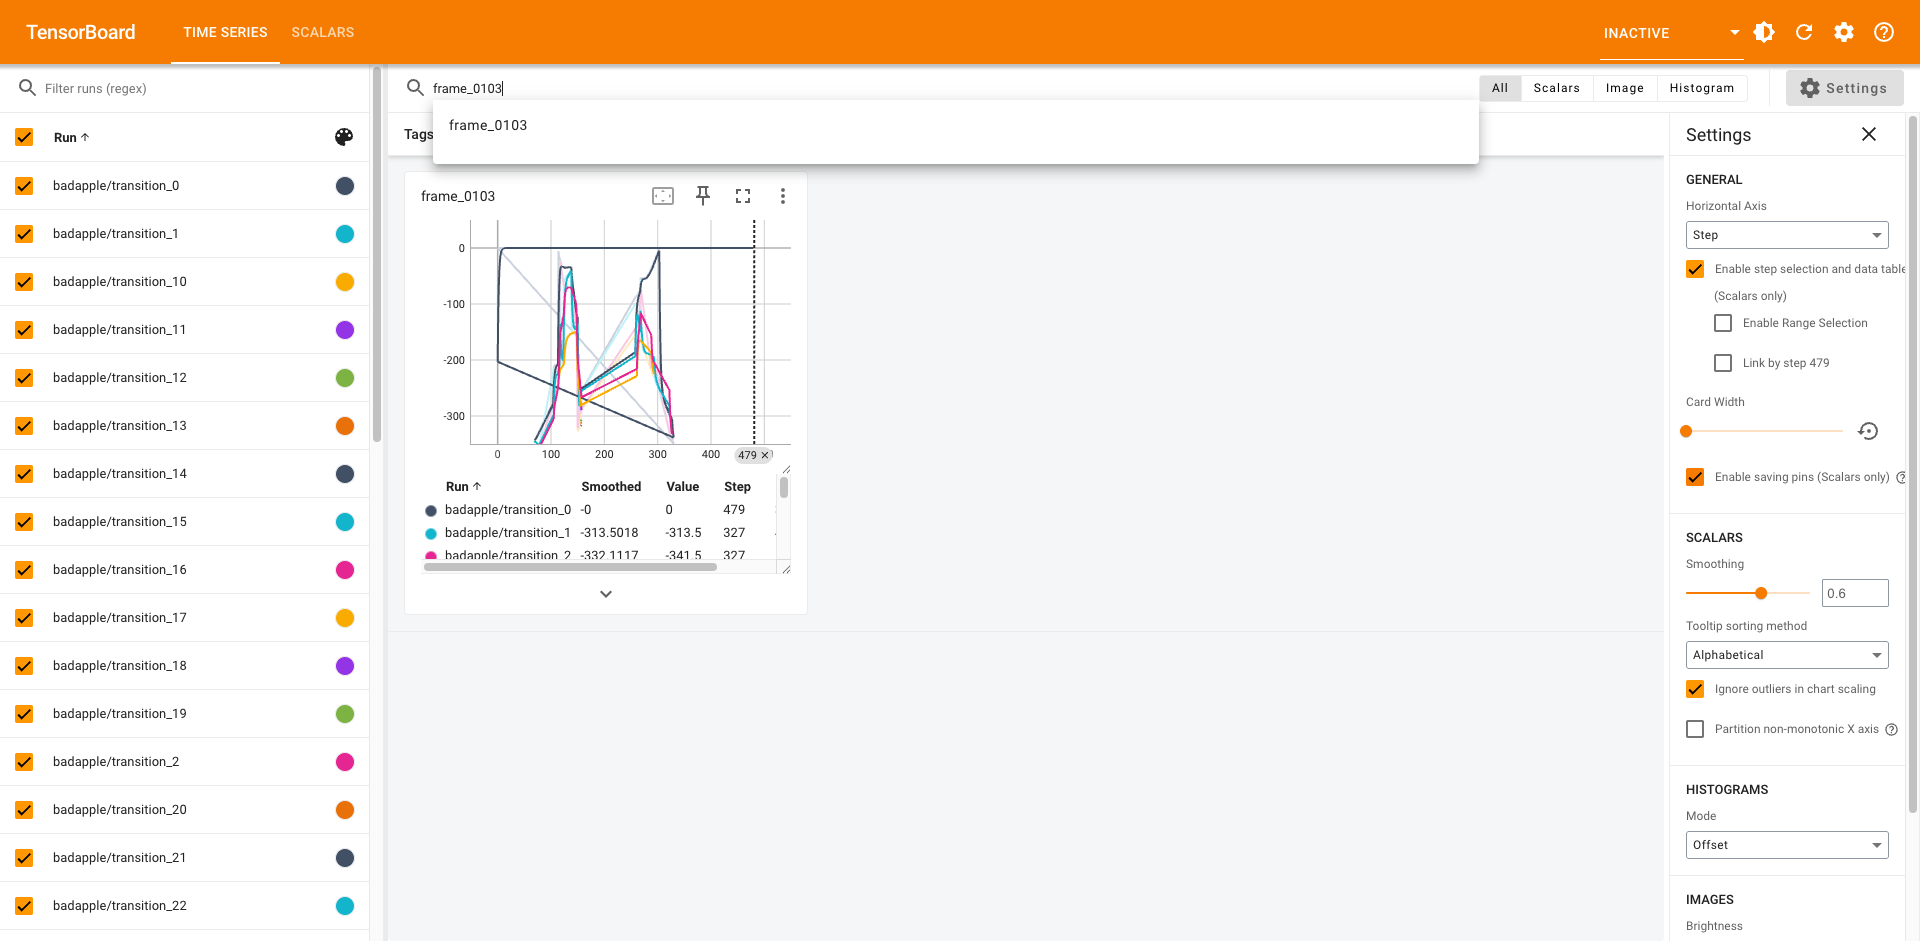 TensorBoard
TIME SERIES
SCALARS
INACTIVE
Filter runs (regex)
frame_0103
All
Scalars
Image
Histogram
Settings
frame_0103
Tags
Run
badapple/transition_0
badapple/transition_1
badapple/transition_10
badapple/transition_11
badapple/transition_12
badapple/transition_13
badapple/transition_14
badapple/transition_15
badapple/transition_16
badapple/transition_17
badapple/transition_18
badapple/transition_19
badapple/transition_2
badapple/transition_20
badapple/transition_21
badapple/transition_22
frame_0103
0
-100
-200
-300
0 100 200 300 400 479
Run Smoothed Value Step
badapple/transition_0 -0 0 479
badapple/transition_1 -313.5018 -313.5 327
badapple/transition_2 -332.1117 -341.5 327
Settings
GENERAL
Horizontal Axis
Step
Enable step selection and data table
(Scalars only)
Enable Range Selection
Link by step 479
Card Width
Enable saving pins (Scalars only)
SCALARS
Smoothing
0.6
Tooltip sorting method
Alphabetical
Ignore outliers in chart scaling
Partition non-monotonic X axis
HISTOGRAMS
Mode
Offset
IMAGES
Brightness